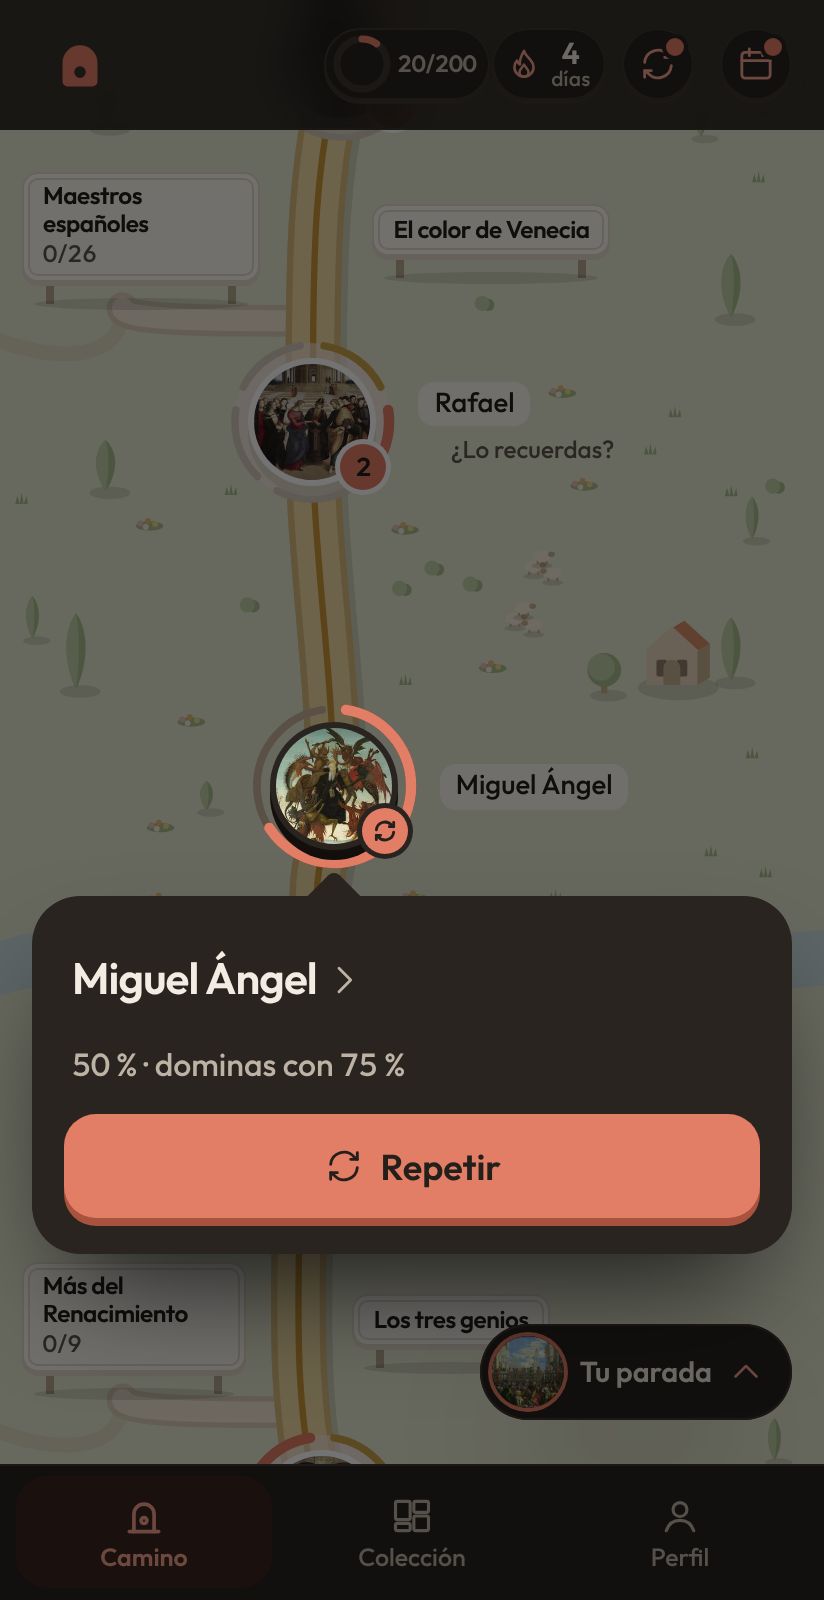 20/200
4
días
Maestros
españoles
0/26
El color de Venecia
Rafael
2
¿Lo recuerdas?
Miguel Ángel
Miguel Ángel
50 % · dominas con 75 %
Repetir
Más del
Renacimiento
0/9
Los tres genios
Tu parada
Camino
Colección
Perfil